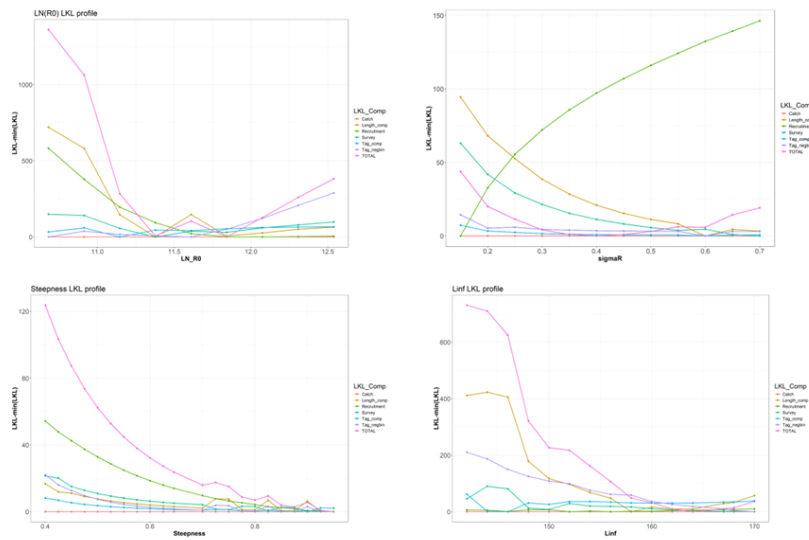 LN(R0) LKL profile
LKL-min(LKL)
1000
500
0
11.0
11.5
12.0
12.5
LN_R0
LKL_Comp
Catch
Length_comp
Recruitment
Survey
Tag_comp
Tag_negbin
TOTAL
LKL-min(LKL)
150
100
50
0
0.2
0.3
0.4
0.5
0.6
0.7
sigmaR
LKL_Com
Catch
Length_co
Recruitme
Survey
Tag_comp
Tag_negbin
TOTAL
Steepness LKL profile
LKL-min(LKL)
120
80
40
0
0.4
0.6
0.8
Steepness
LKL_Comp
Catch
Length_comp
Recruitment
Survey
Tag_comp
Tag_negbin
TOTAL
Linf LKL profile
LKL-min(LKL)
600
400
200
0
150
160
170
Linf
LKL_Comp
Catch
Length_comp
Recruitment
Survey
Tag_comp
Tag_negbin
TOTAL